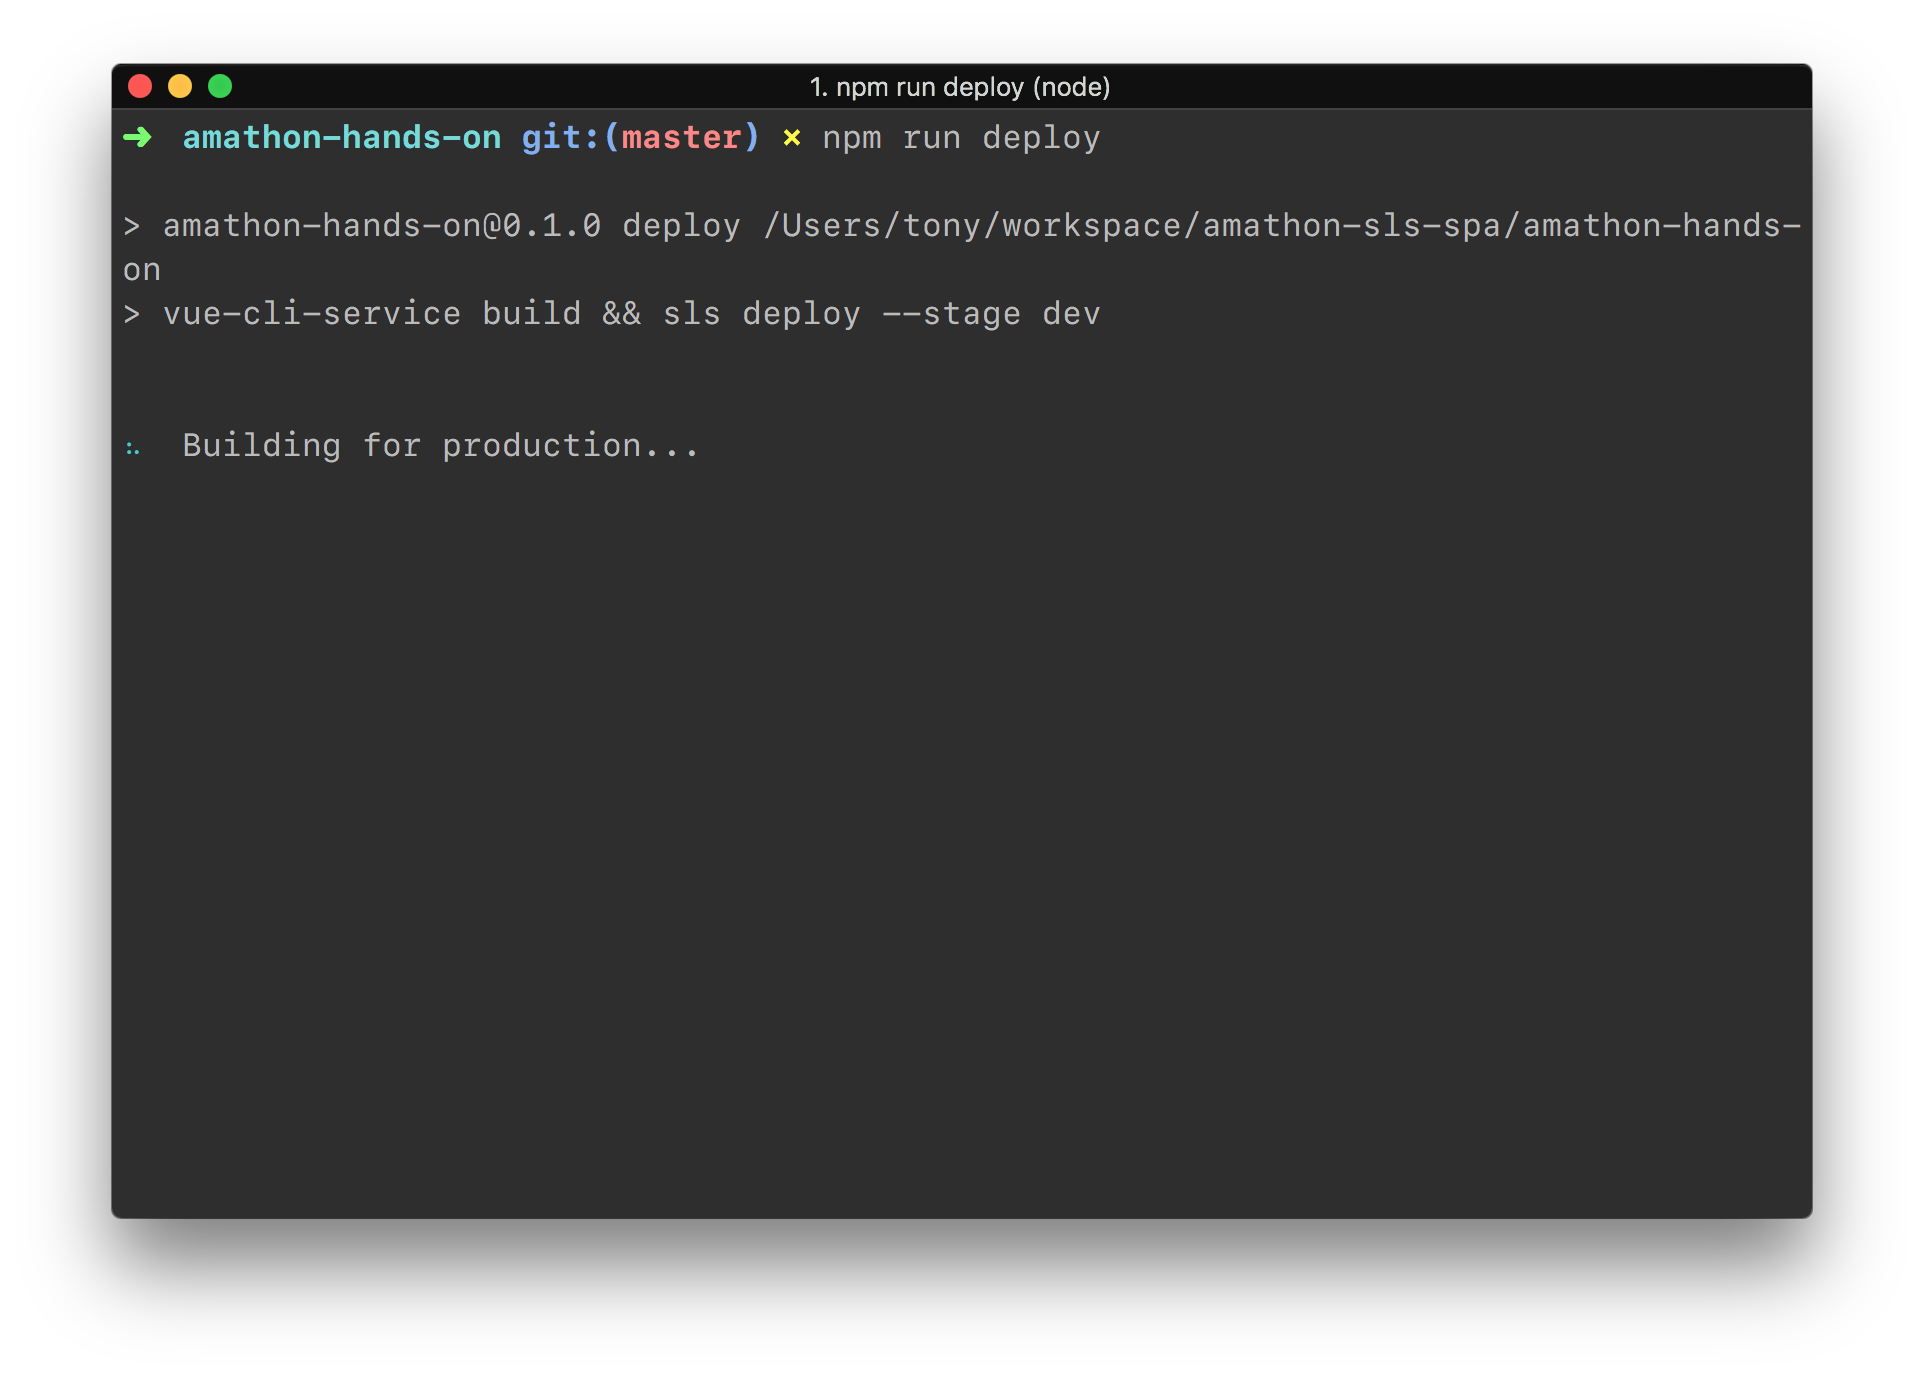 1. npm run deploy (node)
➜ amathon-hands-on git:(master) × npm run deploy
> amathon-hands-on@0.1.0 deploy /Users/tony/workspace/amathon-sls-spa/amathon-hands-
on
> vue-cli-service build && sls deploy --stage dev
Building for production...